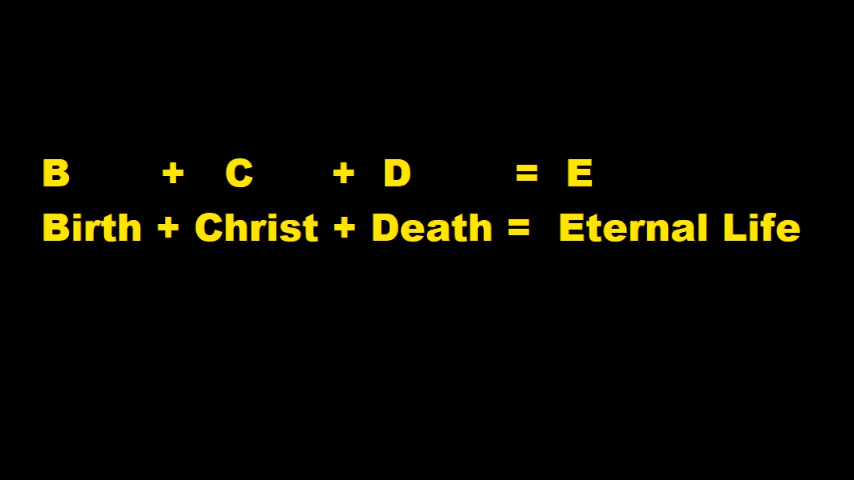 B + C + D = E
Birth + Christ + Death = Eternal Life